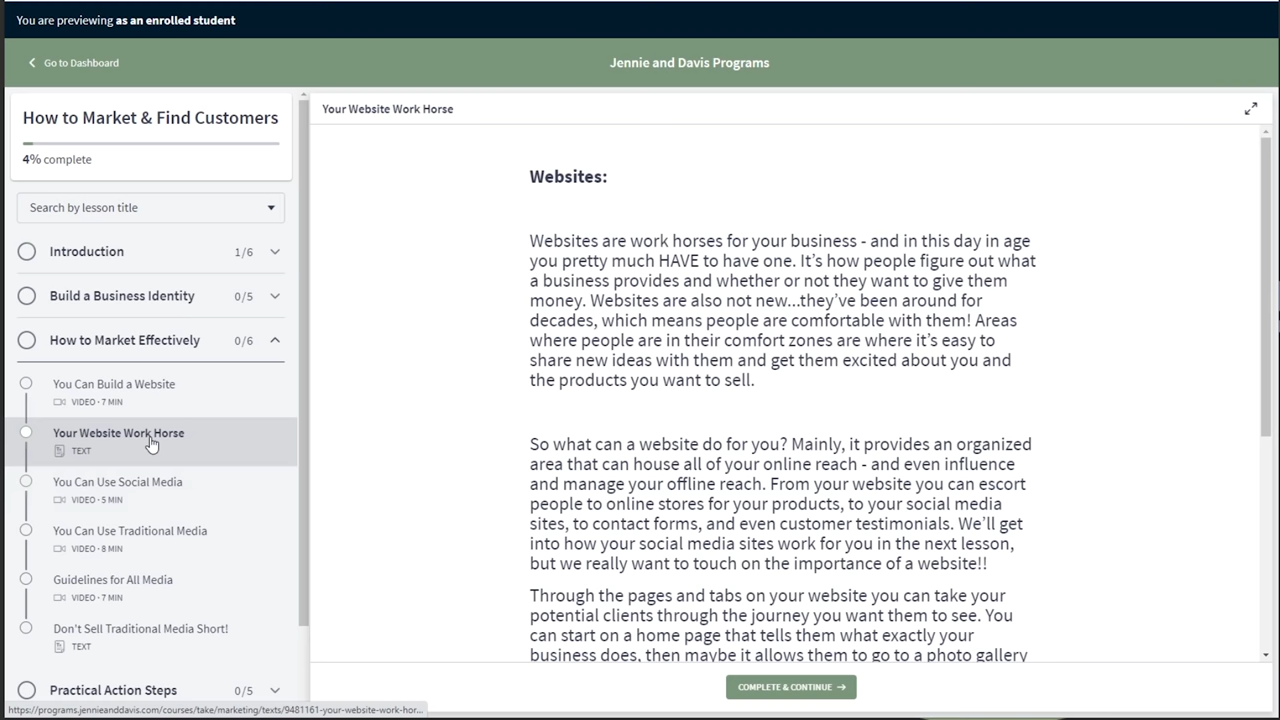 You are previewing as an enrolled student
Go to Dashboard
Jennie and Davis Programs
How to Market & Find Customers
4% complete
Search by lesson title
Introduction 1/6
Build a Business Identity 0/5
How to Market Effectively 0/6
You Can Build a Website
VIDEO · 7 MIN
Your Website Work Horse
TEXT
You Can Use Social Media
VIDEO · 5 MIN
You Can Use Traditional Media
VIDEO · 8 MIN
Guidelines for All Media
VIDEO · 7 MIN
Don't Sell Traditional Media Short!
TEXT
Practical Action Steps 0/5
https://programs.jennieanddavis.com/courses/take/marketing/texts/9481161-your-website-work-hor...
Your Website Work Horse
Websites:
Websites are work horses for your business - and in this day in age
you pretty much HAVE to have one. It’s how people figure out what
a business provides and whether or not they want to give them
money. Websites are also not new...they’ve been around for
decades, which means people are comfortable with them! Areas
where people are in their comfort zones are where it’s easy to
share new ideas with them and get them excited about you and
the products you want to sell.
So what can a website do for you? Mainly, it provides an organized
area that can house all of your online reach - and even influence
and manage your offline reach. From your website you can escort
people to online stores for your products, to your social media
sites, to contact forms, and even customer testimonials. We’ll get
into how your social media sites work for you in the next lesson,
but we really want to touch on the importance of a website!!
Through the pages and tabs on your website you can take your
potential clients through the journey you want them to see. You
can start on a home page that tells them what exactly your
business does, then maybe it allows them to go to a photo gallery
COMPLETE & CONTINUE →